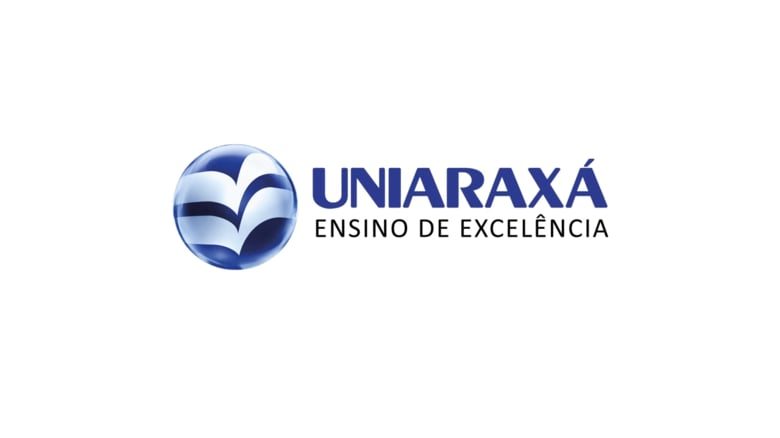 UNIARAXÁ
ENSINO DE EXCELÊNCIA